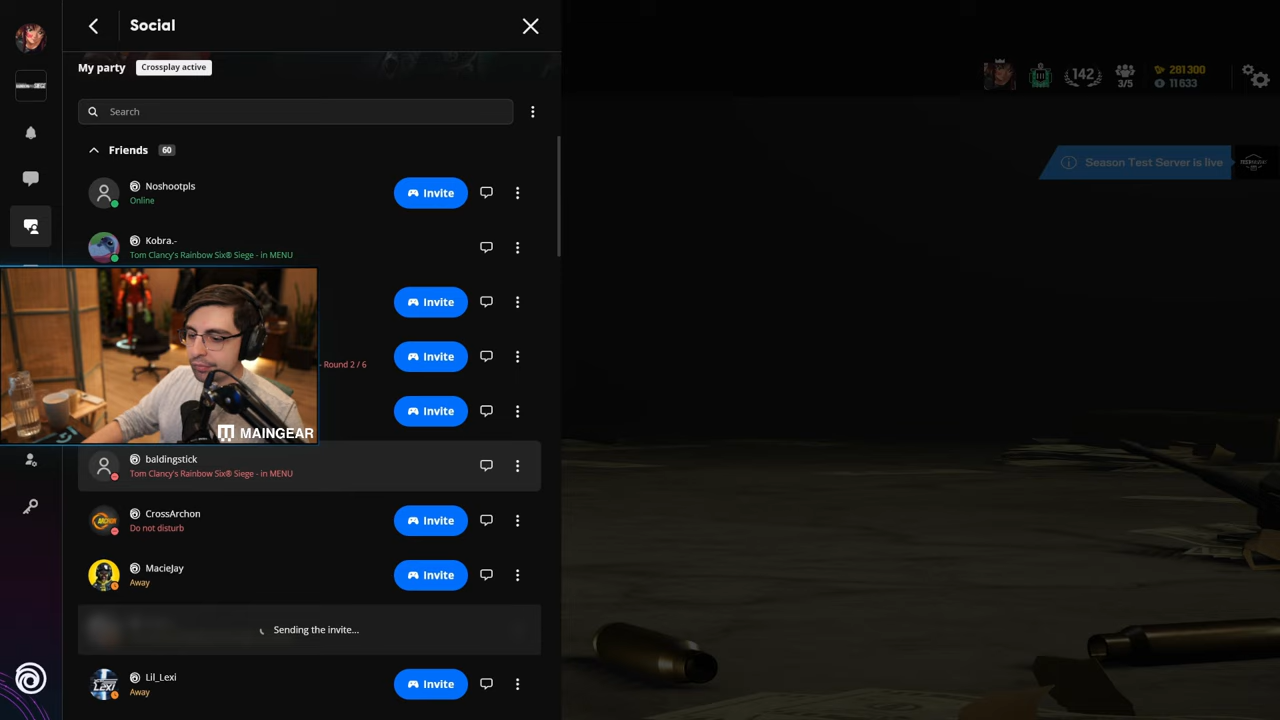 Social
My party
Crossplay active
142
3/5
281300
11633
Search
Season Test Server is live
Friends 60
Noshootpls
Online
Invite
Kobra.-
Tom Clancy's Rainbow Six® Siege - in MENU
Invite
- Round 2 / 6
Invite
Invite
MAINGEAR
baldingstick
Tom Clancy's Rainbow Six® Siege - in MENU
CrossArchon
Do not disturb
Invite
MacieJay
Away
Invite
Sending the invite...
Lil_Lexi
Away
Invite